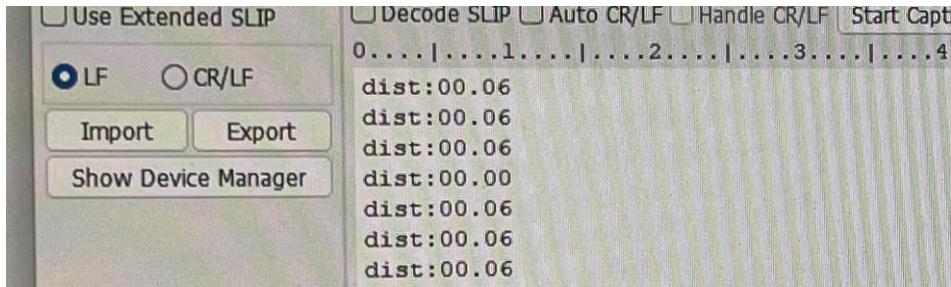 Use Extended SLIP
LF CR/LF
Import Export
Show Device Manager
Decode SLIP Auto CR/LF Handle CR/LF Start Capt
0....|....1....|....2....|....3....|....4
dist:00.06
dist:00.06
dist:00.06
dist:00.00
dist:00.06
dist:00.06
dist:00.06